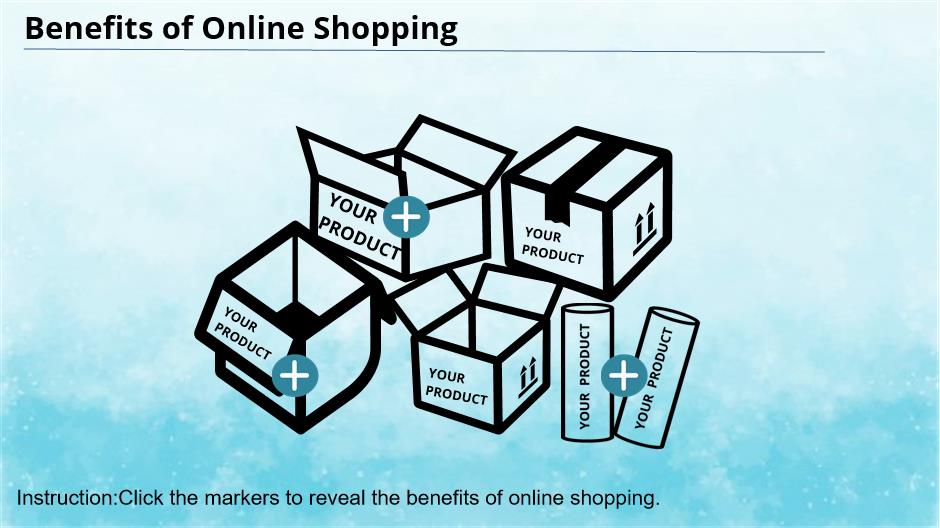 Benefits of Online Shopping
YOUR
PRODUCT
YOUR
PRODUCT
YOUR
PRODUCT
YOUR
PRODUCT
YOUR PRODUCT
YOUR PRODUCT
Instruction:Click the markers to reveal the benefits of online shopping.